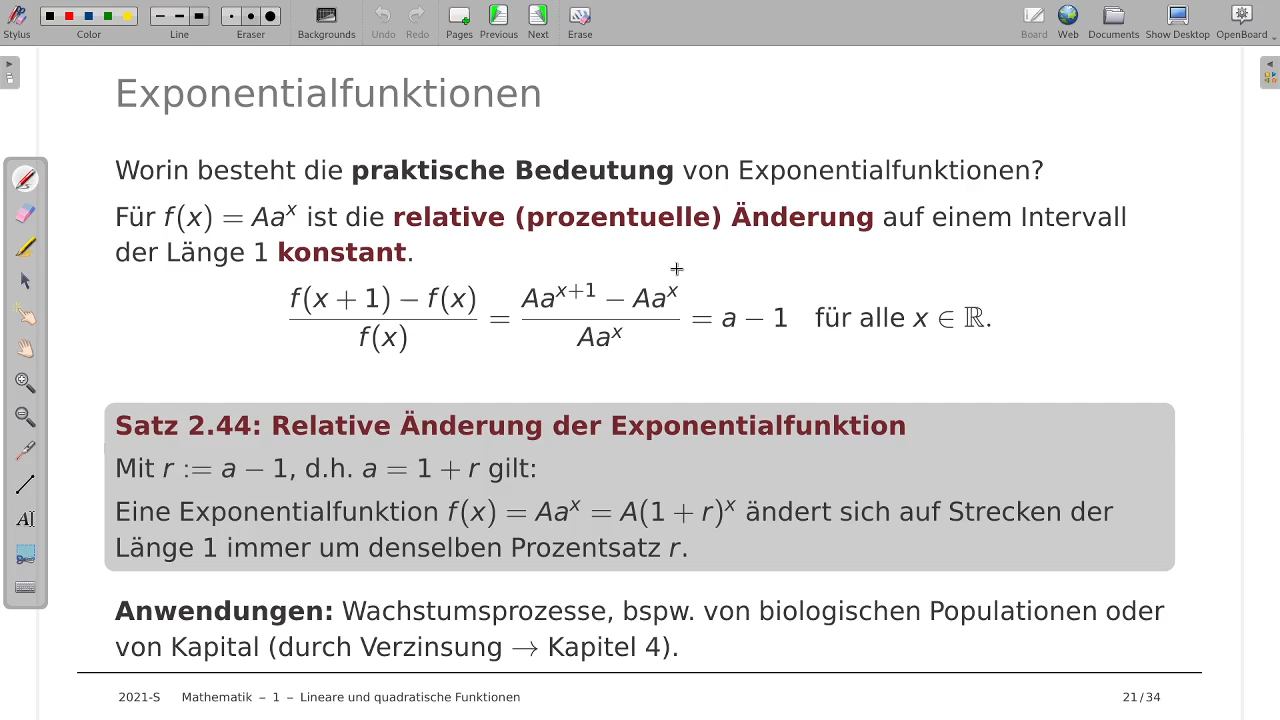 Stylus Color Line Eraser Backgrounds Undo Redo Pages Previous Next Erase Board Web Documents Show Desktop OpenBoard
Exponentialfunktionen
Worin besteht die praktische Bedeutung von Exponentialfunktionen?
Für f(x) = Aa^x ist die relative (prozentuelle) Änderung auf einem Intervall
der Länge 1 konstant.
\frac{f(x + 1) − f(x)}{f(x)} = \frac{Aa^{x+1} − Aa^x}{Aa^x} = a − 1 für alle x ∈ ℝ.
Satz 2.44: Relative Änderung der Exponentialfunktion
Mit r := a − 1, d.h. a = 1 + r gilt:
Eine Exponentialfunktion f(x) = Aa^x = A(1 + r)^x ändert sich auf Strecken der
Länge 1 immer um denselben Prozentsatz r.
Anwendungen: Wachstumsprozesse, bspw. von biologischen Populationen oder
von Kapital (durch Verzinsung → Kapitel 4).
2021-S Mathematik – 1 – Lineare und quadratische Funktionen 21/34